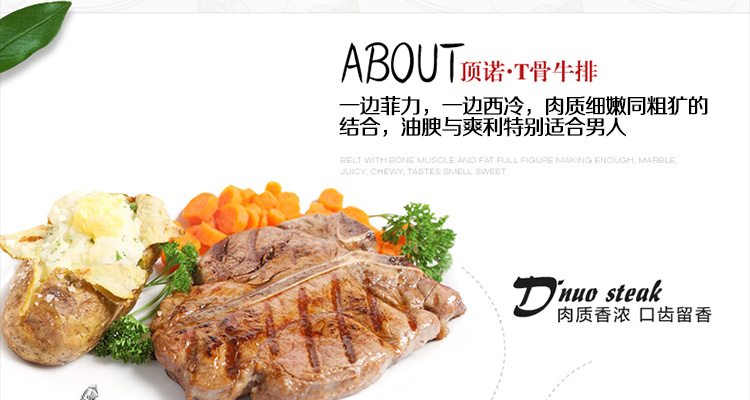 ABOUT顶诺·T骨牛排
一边菲力，一边西冷，肉质细嫩同粗犷的
结合，油腴与爽利特别适合男人
BELT WITH BONE MUSCLE AND FAT FULL FIGURE MAKING ENOUGH, MARBLE,
JUICY, CHEWY, TASTES SMELL SWEET
D'nuo steak
肉质香浓 口齿留香